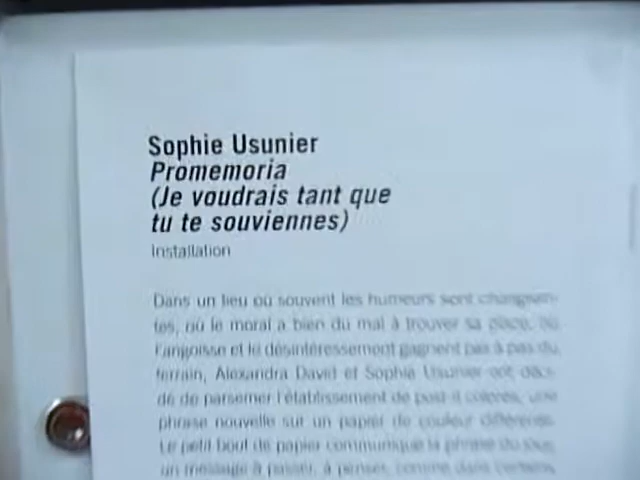 Sophie Usunier
Promemoria
(Je voudrais tant que
tu te souviennes)
Installation
Dans un lieu où souvent les humeurs sont changean-
tes, où le moral a bien du mal à trouver sa place, où
l'angoisse et le désintéressement gagnent pas à pas du
terrain, Alexandra David et Sophie Usunier ont déci-
dé de parsemer l'établissement de post-it colorés, une
phrase nouvelle sur un papier de couleur différente.
Le petit bout de papier communique la phrase du jour,
un message à passer, à penser, comme dans certains